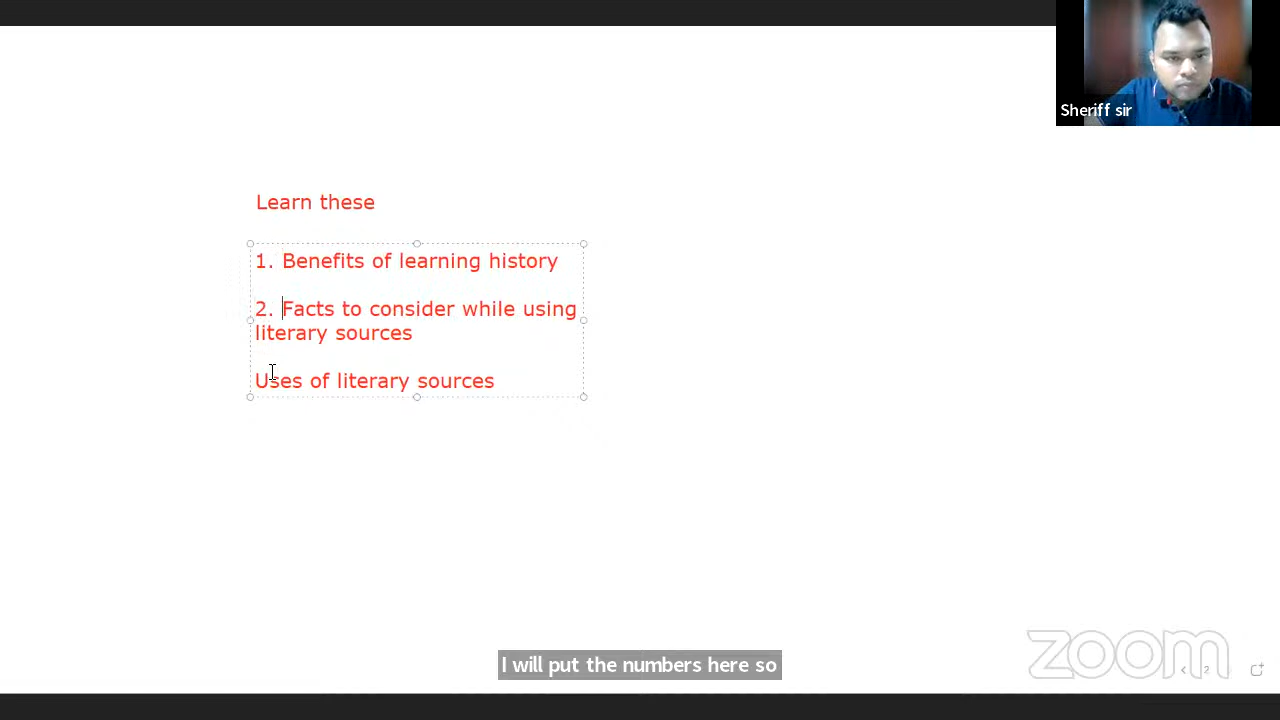 Sheriff sir
Learn these
1. Benefits of learning history
2. Facts to consider while using
literary sources
Uses of literary sources
I will put the numbers here so
zoom
2